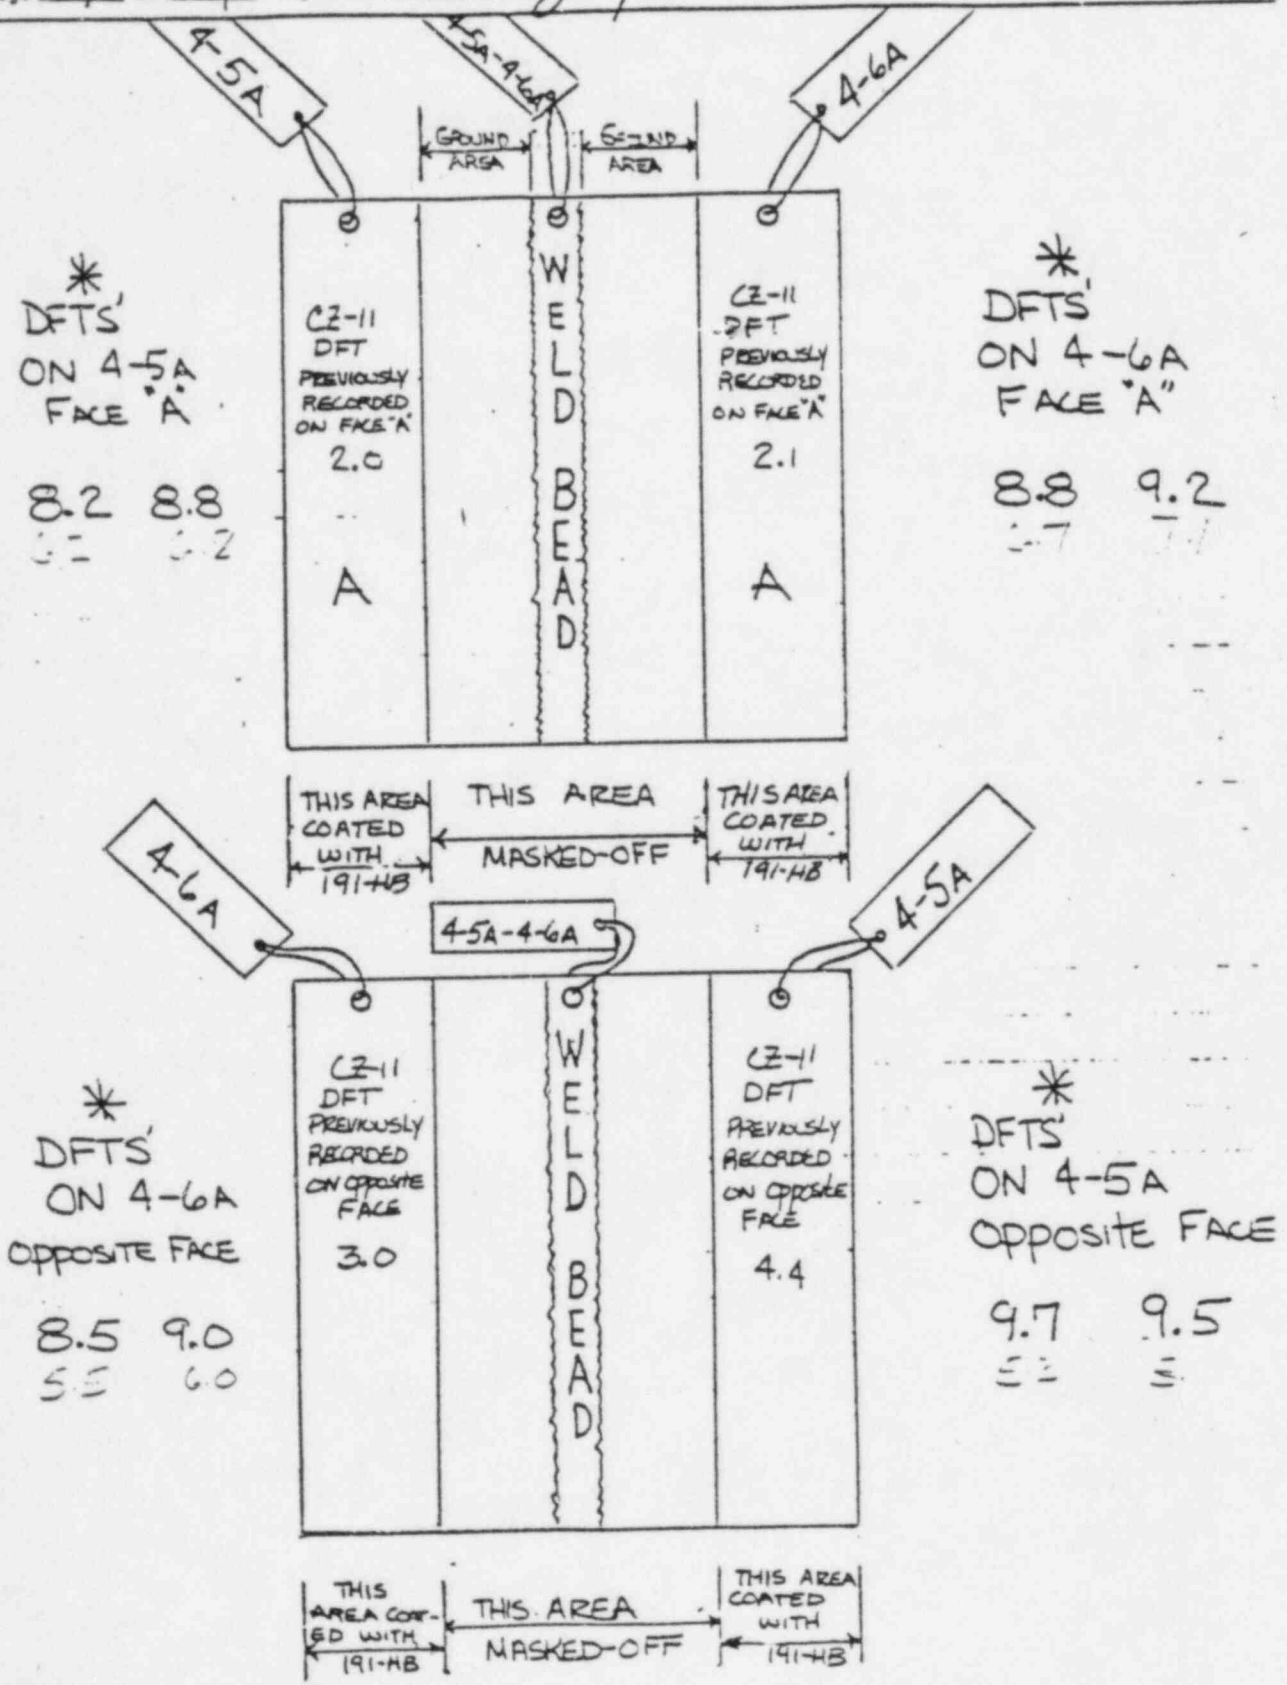 4-5A
4-5A-4-6A
4-6A
GROUND
AREA
AREA
*
DFTS'
ON 4-5A
FACE "A"
8.2 8.8
CZ-11
DFT
PREVIOUSLY
RECORDED
ON FACE "A"
2.0
A
WELD BEAD
CZ-11
DFT
PREVIOUSLY
RECORDED
ON FACE "A"
2.1
A
*
DFTS'
ON 4-6A
FACE "A"
8.8 9.2
THIS AREA
COATED
WITH
191-HB
THIS AREA
MASKED-OFF
THIS AREA
COATED
WITH
191-HB
4-6A
4-5A-4-6A
4-5A
*
DFTS'
ON 4-6A
OPPOSITE FACE
8.5 9.0
5.5 6.0
CZ-11
DFT
PREVIOUSLY
RECORDED
ON OPPOSITE
FACE
3.0
WELD BEAD
CZ-11
DFT
PREVIOUSLY
RECORDED
ON OPPOSITE
FACE
4.4
*
DFTS'
ON 4-5A
OPPOSITE FACE
9.7 9.5
THIS
AREA COAT-
ED WITH
191-HB
THIS AREA
MASKED-OFF
THIS AREA
COATED
WITH
191-HB